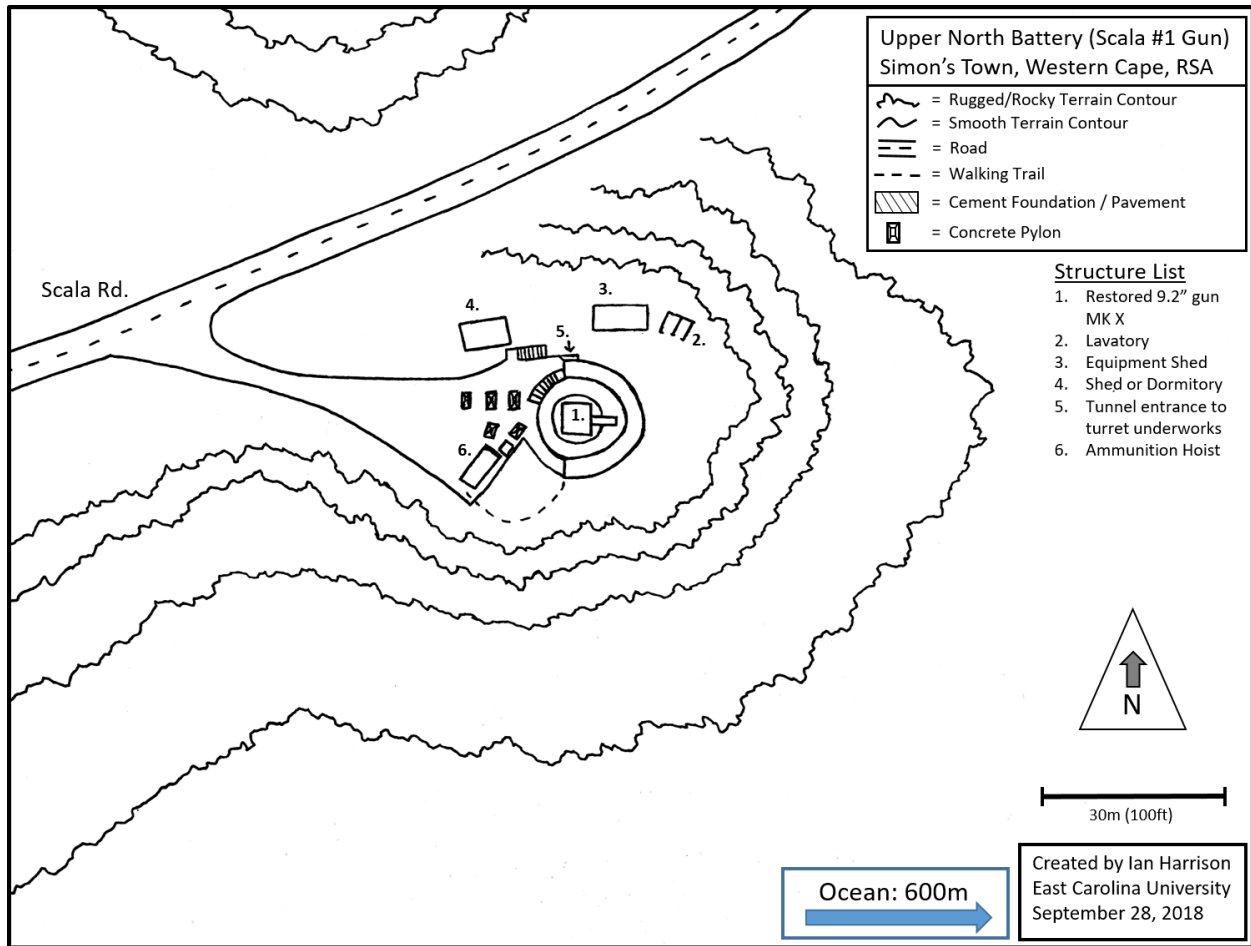 Upper North Battery (Scala #1 Gun)
Simon's Town, Western Cape, RSA
= Rugged/Rocky Terrain Contour
= Smooth Terrain Contour
= Road
= Walking Trail
= Cement Foundation / Pavement
= Concrete Pylon
Structure List
1. Restored 9.2" gun
MK X
2. Lavatory
3. Equipment Shed
4. Shed or Dormitory
5. Tunnel entrance to
turret underworks
6. Ammunition Hoist
Scala Rd.
4.
3.
5.
2.
1.
6.
N
30m (100ft)
Ocean: 600m
Created by Ian Harrison
East Carolina University
September 28, 2018